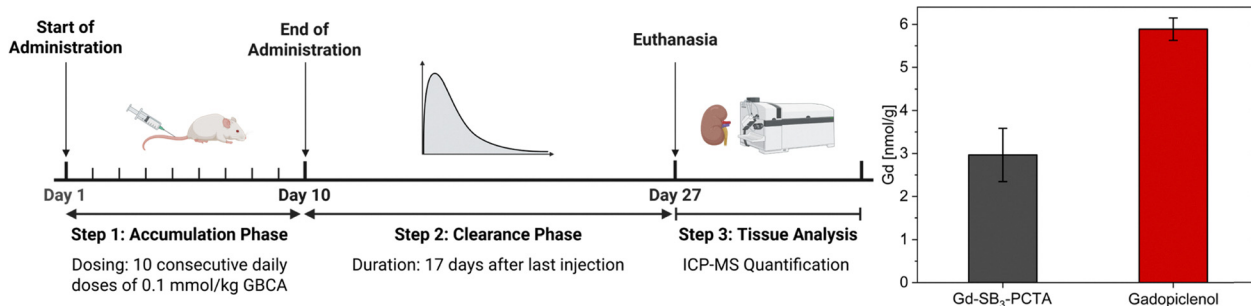 Start of
Administration
End of
Administration
Euthanasia
Day 1
Day 10
Day 27
Step 1: Accumulation Phase
Dosing: 10 consecutive daily
doses of 0.1 mmol/kg GBCA
Step 2: Clearance Phase
Duration: 17 days after last injection
Step 3: Tissue Analysis
ICP-MS Quantification
Gd [nmol/g]
6
5
4
3
2
1
0
Gd-SB₃-PCTA
Gadopiclenol